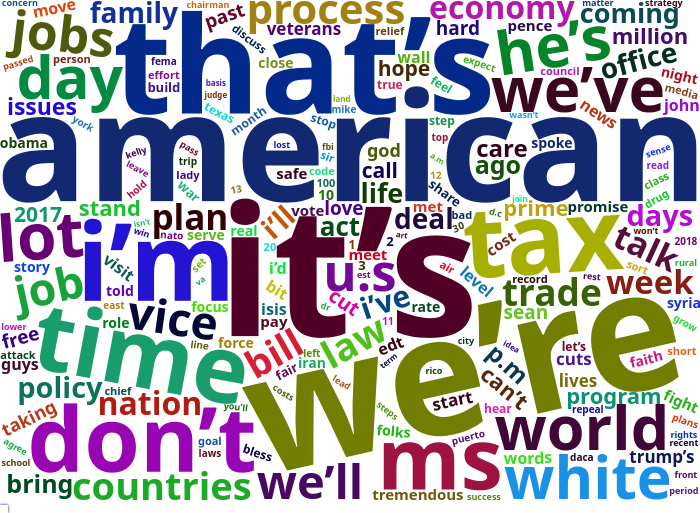 concern
move
family
past
process
chairman
economy
matter
strategy
coming
jobs
that's
discuss
veterans
relief
hard
pence
he's
million
office
passed
person
fema
effort
build
close
wall
hope
true
feel
expect
council
night
media
day
basis
judge
land
mike
we've
news
john
issues
york
texas
month
stop
step
wasn't
obama
american
kelly
leave
hold
pass
trip
lady
war
lost
safe
fbi
sir
code
100
10
god
call
life
top
a.m
12
share
care
ago
spoke
sense
read
class
drug
13
join
2017
stand
plan
nato
serve
real
i'll
vote
love
act
met
deal
bad
30
d.c
prime
promise
days
lot
isn't
win
i'm
it's
20
1
meet
2
art
3
est
u.s
tax
cost
talk
won't
2018
story
visit
told
set
va
i'd
bit
cut
i've
air
level
record
rest
sort
rural
week
job
east
role
vice
focus
isis
pay
dr
rate
trade
sean
syria
grow
lower
free
time
line
force
bill
fair
left
iran
law
11
edt
term
city
idea
p.m
let's
cuts
faith
short
attack
guys
policy
chief
nation
you'll
costs
lead
rico
we're
can't
start
hear
lives
program
repeal
fight
plans
taking
agree
school
don't
goal
laws
bless
steps
folks
puerto
ms
world
words
daca
rights
recent
trump's
front
period
bring
countries
we'll
tremendous
success
white